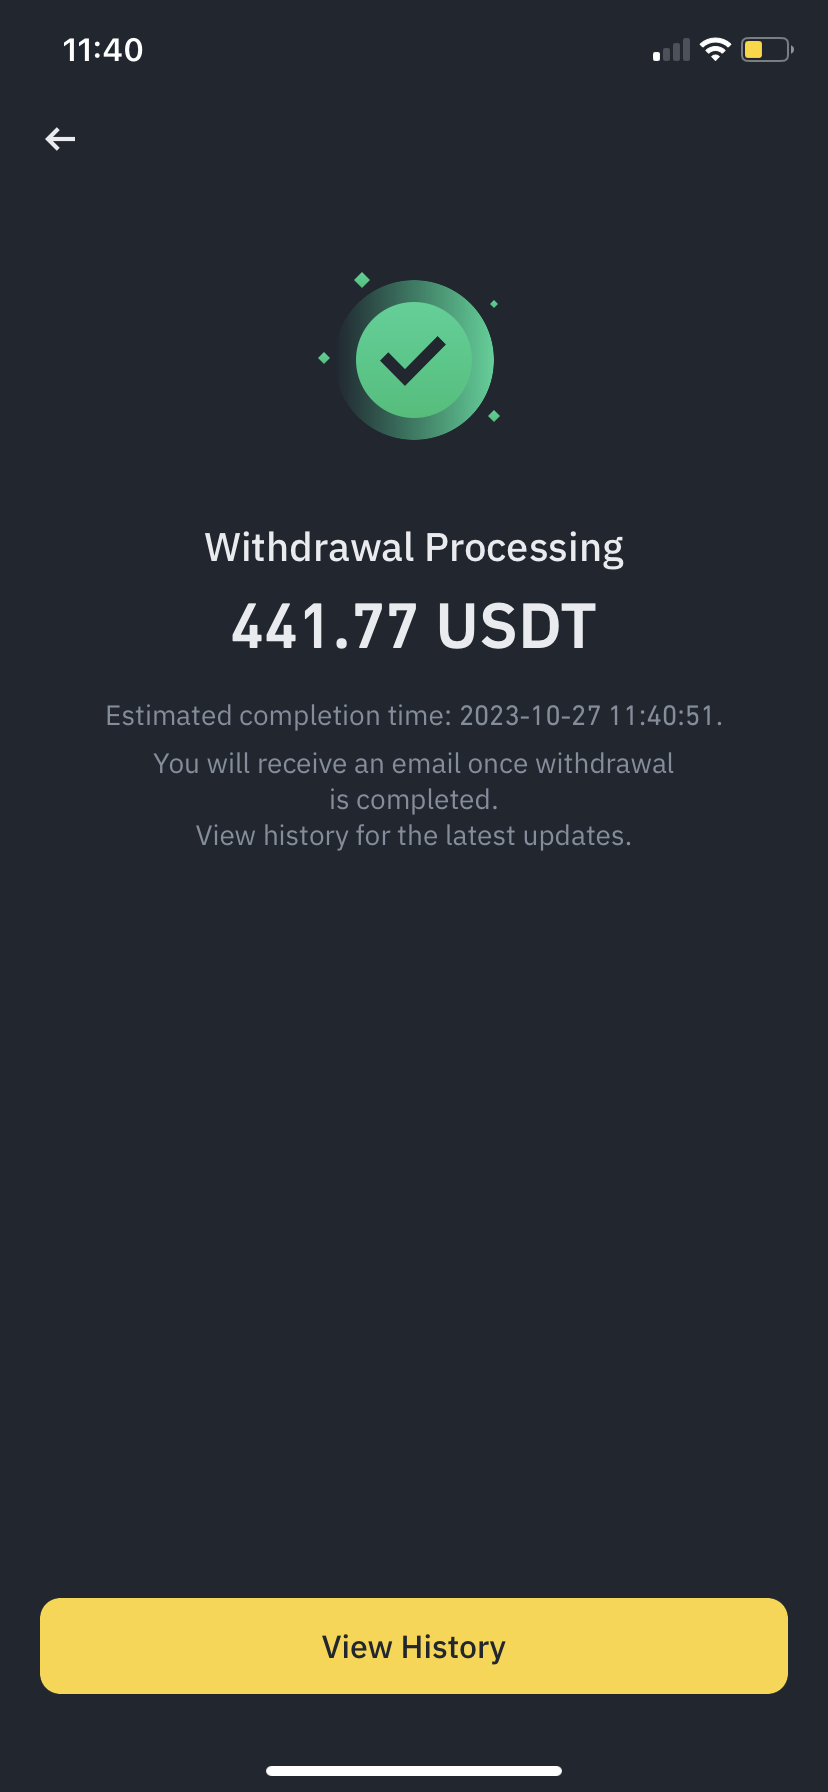 11:40
Withdrawal Processing
441.77 USDT
Estimated completion time: 2023-10-27 11:40:51.
You will receive an email once withdrawal
is completed.
View history for the latest updates.
View History